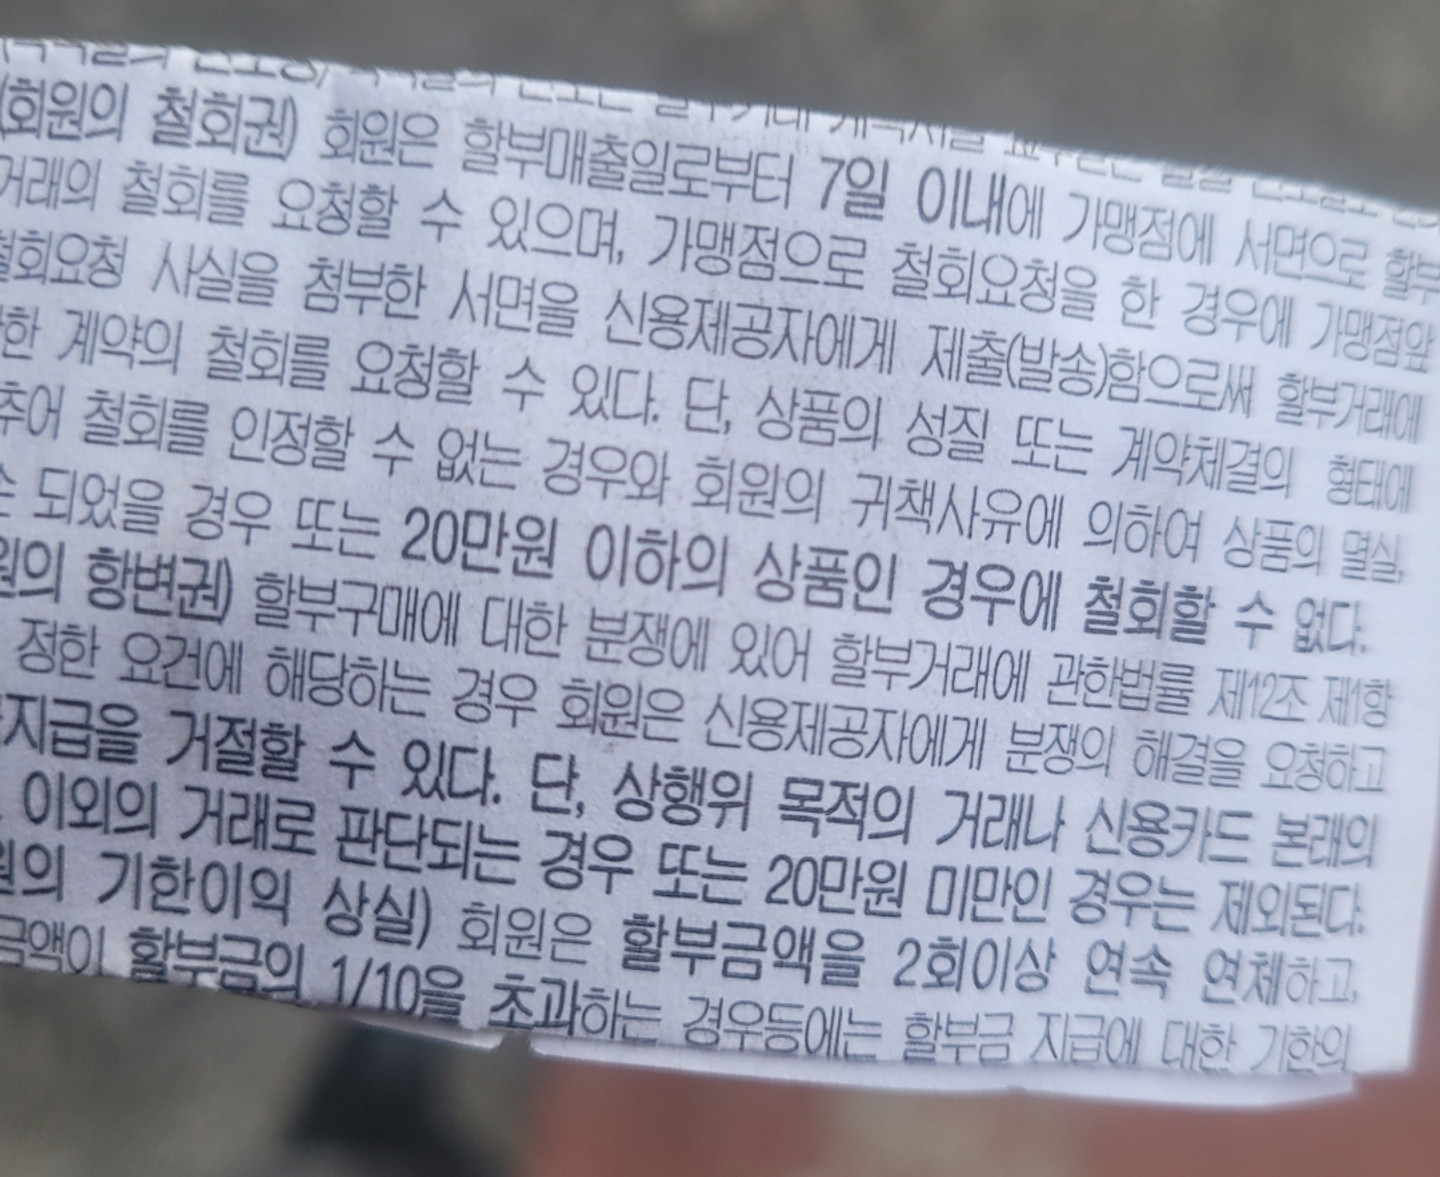 (회원의 철회권) 회원은 할부매출일로부터 7일 이내에 가맹점에 서면으로 할부
거래의 철회를 요청할 수 있으며, 가맹점으로 철회요청을 한 경우에 가맹점앞
철회요청 사실을 첨부한 서면을 신용제공자에게 제출(발송)함으로써 할부거래에
한 계약의 철회를 요청할 수 있다. 단, 상품의 성질 또는 계약체결의 형태에
추어 철회를 인정할 수 없는 경우와 회원의 귀책사유에 의하여 상품의 멸실,
되었을 경우 또는 20만원 이하의 상품인 경우에 철회할 수 없다.
원의 항변권) 할부구매에 대한 분쟁에 있어 할부거래에 관한법률 제12조 제1항
정한 요건에 해당하는 경우 회원은 신용제공자에게 분쟁의 해결을 요청하고
지급을 거절할 수 있다. 단, 상행위 목적의 거래나 신용카드 본래의
이외의 거래로 판단되는 경우 또는 20만원 미만인 경우는 제외된다.
원의 기한이익 상실) 회원은 할부금액을 2회이상 연속 연체하고,
금액이 할부금의 1/10을 초과하는 경우등에는 할부금 지급에 대한 기한의